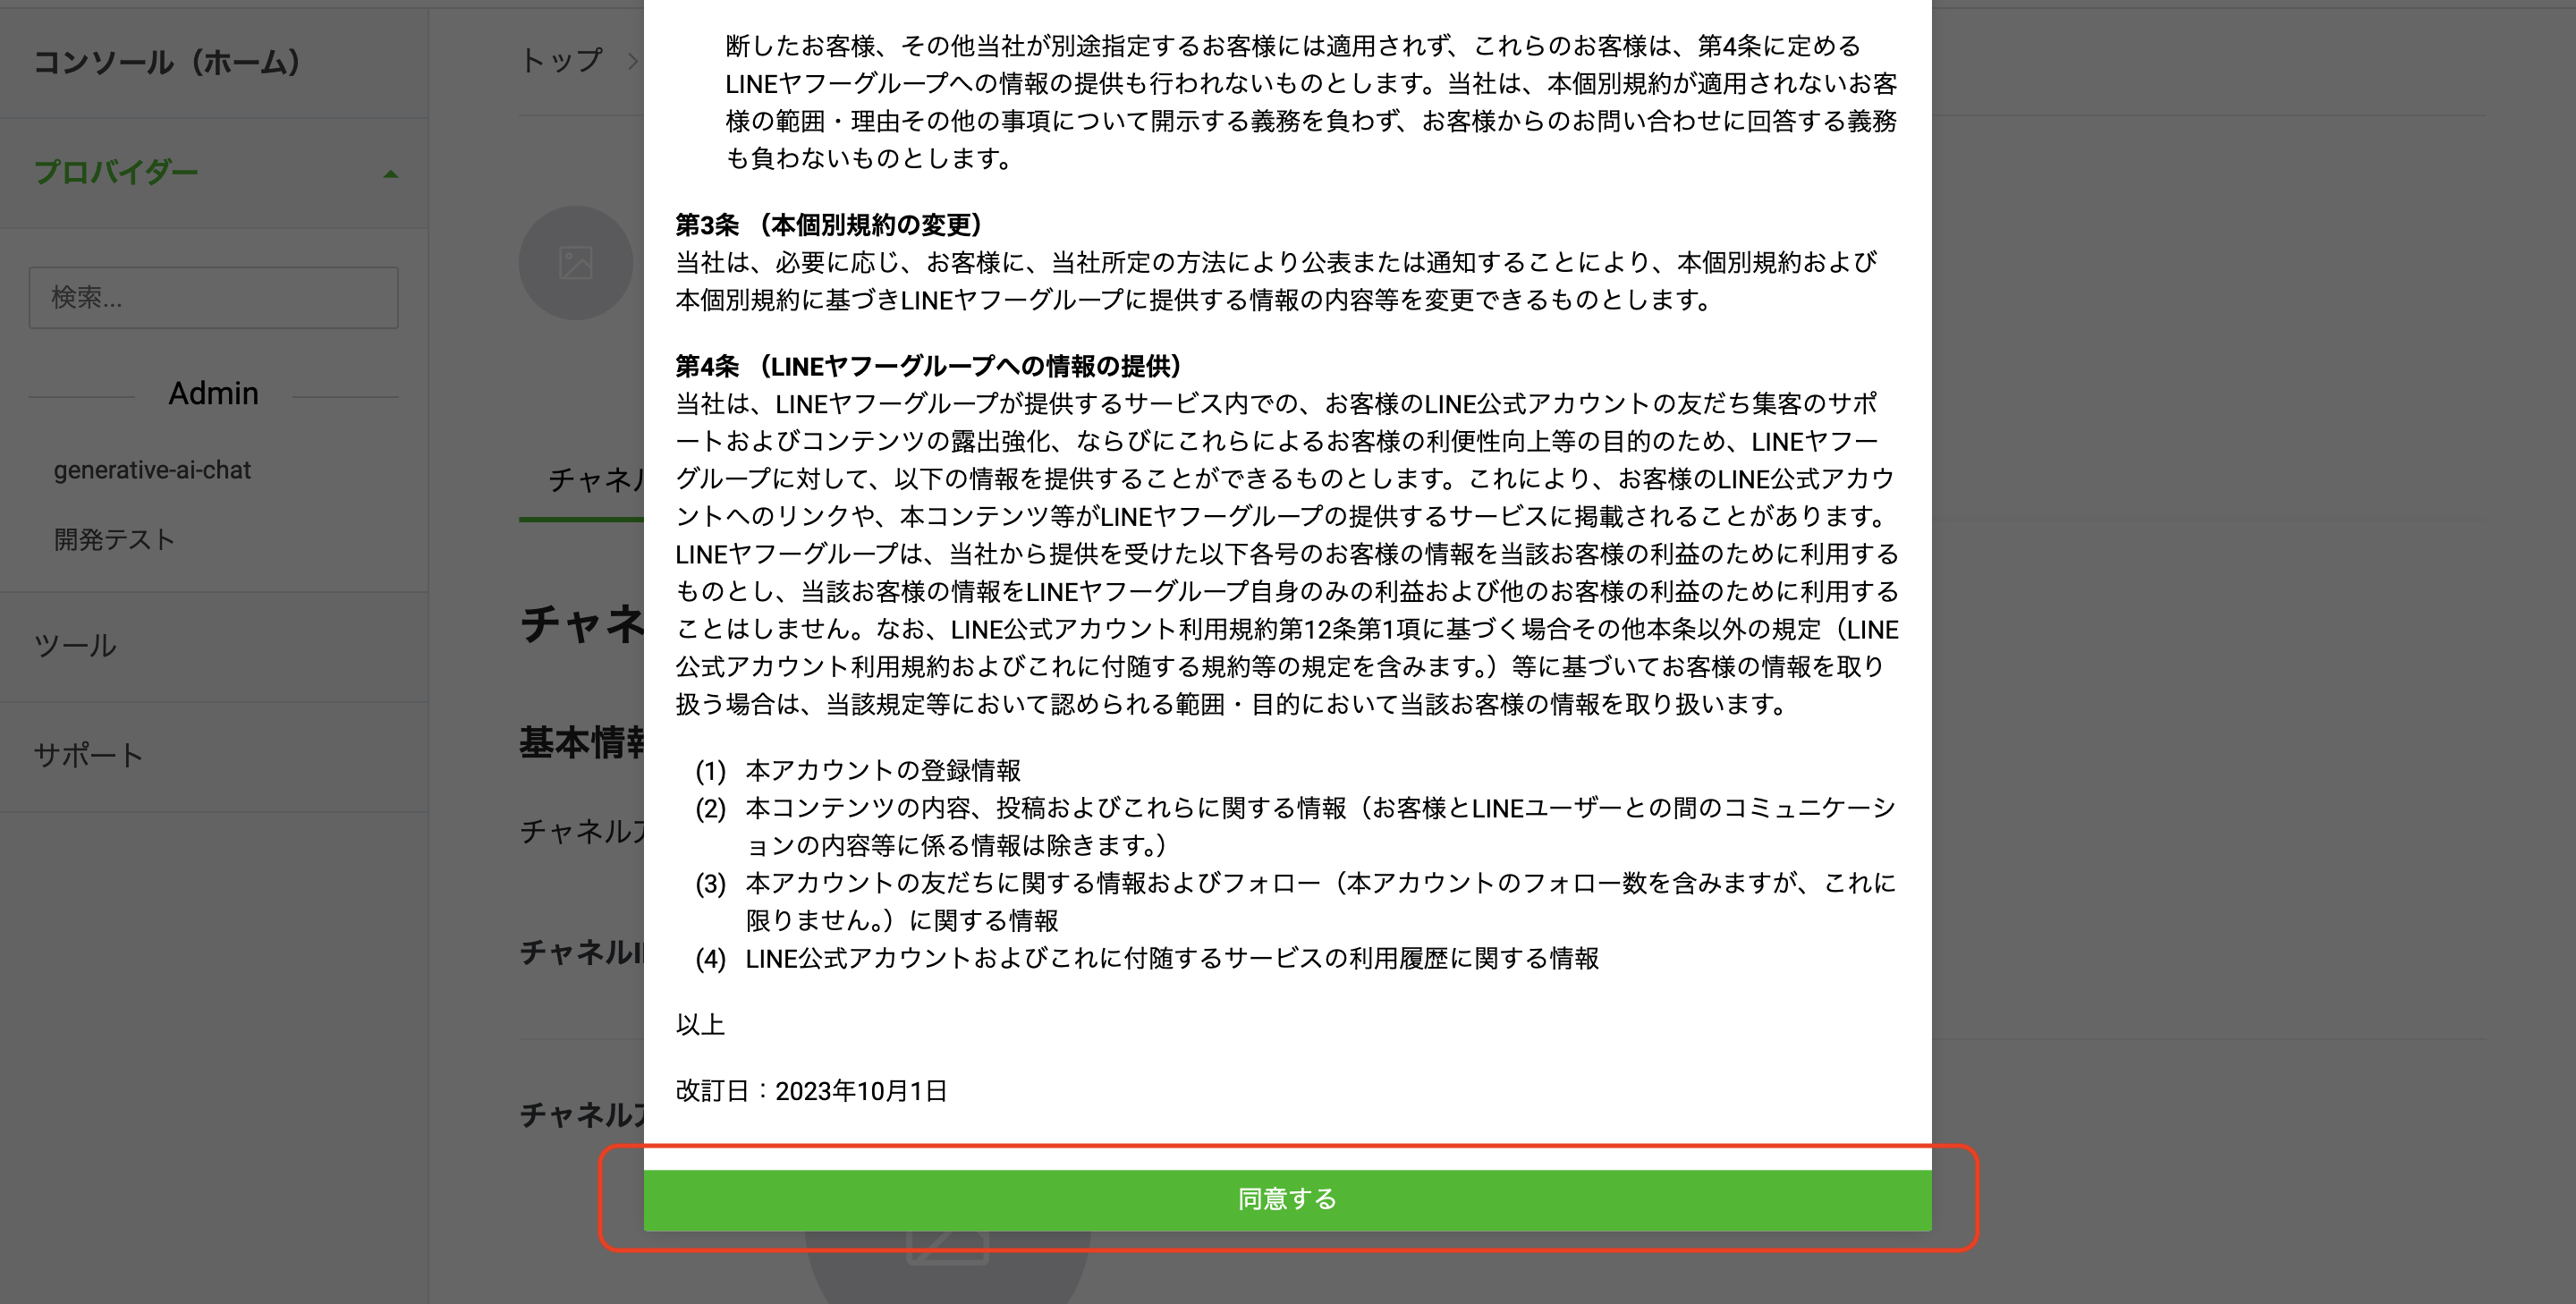 コンソール（ホーム）
プロバイダー
検索...
Admin
generative-ai-chat
開発テスト
ツール
サポート
トップ
チャネル
チャネ
基本情報
チャネル
チャネルI
チャネル
断したお客様、その他当社が別途指定するお客様には適用されず、これらのお客様は、第4条に定める
LINEヤフーグループへの情報の提供も行われないものとします。当社は、本個別規約が適用されないお客
様の範囲・理由その他の事項について開示する義務を負わず、お客様からのお問い合わせに回答する義務
も負わないものとします。
第3条 （本個別規約の変更）
当社は、必要に応じ、お客様に、当社所定の方法により公表または通知することにより、本個別規約および
本個別規約に基づきLINEヤフーグループに提供する情報の内容等を変更できるものとします。
第4条 （LINEヤフーグループへの情報の提供）
当社は、LINEヤフーグループが提供するサービス内での、お客様のLINE公式アカウントの友だち集客のサポ
ートおよびコンテンツの露出強化、ならびにこれらによるお客様の利便性向上等の目的のため、LINEヤフー
グループに対して、以下の情報を提供することができるものとします。これにより、お客様のLINE公式アカウ
ントへのリンクや、本コンテンツ等がLINEヤフーグループの提供するサービスに掲載されることがあります。
LINEヤフーグループは、当社から提供を受けた以下各号のお客様の情報を当該お客様の利益のために利用する
ものとし、当該お客様の情報をLINEヤフーグループ自身のみの利益および他のお客様の利益のために利用する
ことはしません。なお、LINE公式アカウント利用規約第12条第1項に基づく場合その他本条以外の規定（LINE
公式アカウント利用規約およびこれに付随する規約等の規定を含みます。）等に基づいてお客様の情報を取り
扱う場合は、当該規定等において認められる範囲・目的において当該お客様の情報を取り扱います。
(1) 本アカウントの登録情報
(2) 本コンテンツの内容、投稿およびこれらに関する情報（お客様とLINEユーザーとの間のコミュニケーシ
ョンの内容等に係る情報は除きます。）
(3) 本アカウントの友だちに関する情報およびフォロー（本アカウントのフォロー数を含みますが、これに
限りません。）に関する情報
(4) LINE公式アカウントおよびこれに付随するサービスの利用履歴に関する情報
以上
改訂日：2023年10月1日
同意する